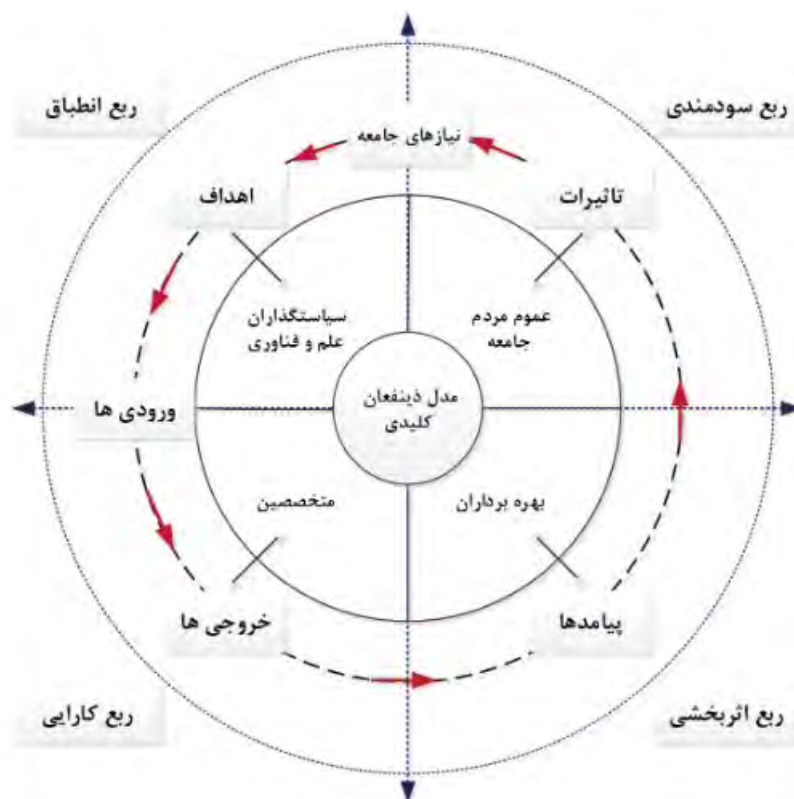 ربع سودمندی
ربع انطباق
نیازهای جامعه
تاثیرات
اهداف
عموم مردم
جامعه
سیاستگذاران
علم و فناوری
مدل ذینفعان
کلیدی
ورودی ها
بهره برداران
متخصصین
پیامدها
خروجی ها
ربع اثربخشی
ربع کارایی